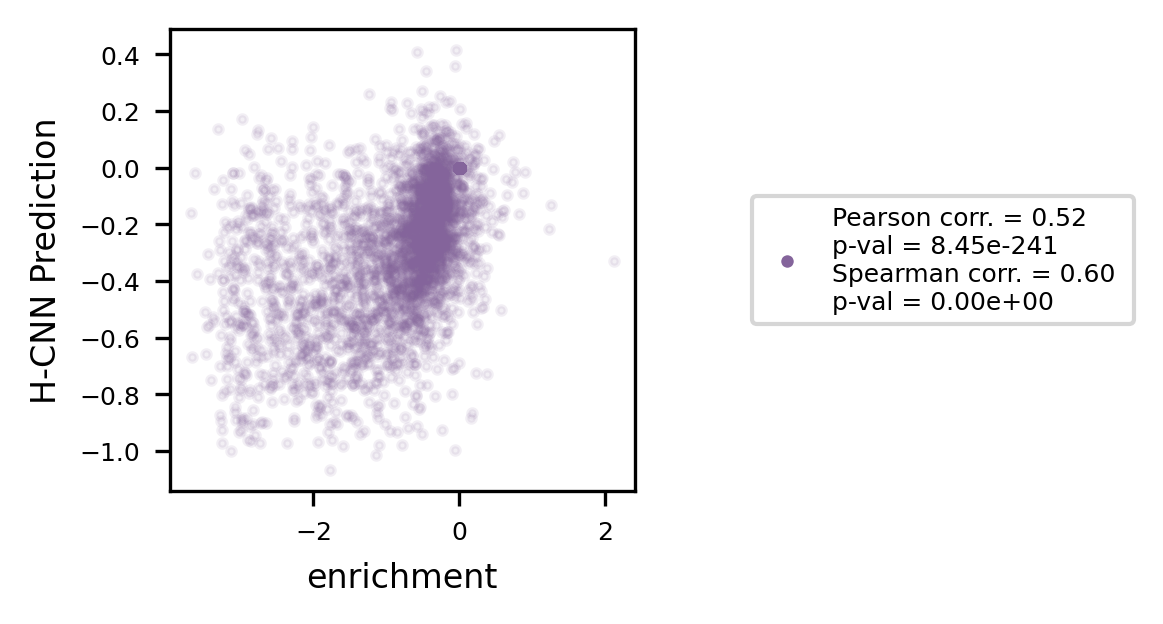 0.4
0.2
0.0
−0.2
−0.4
−0.6
−0.8
−1.0
H-CNN Prediction
−2
0
2
enrichment
Pearson corr. = 0.52
p-val = 8.45e-241
Spearman corr. = 0.60
p-val = 0.00e+00